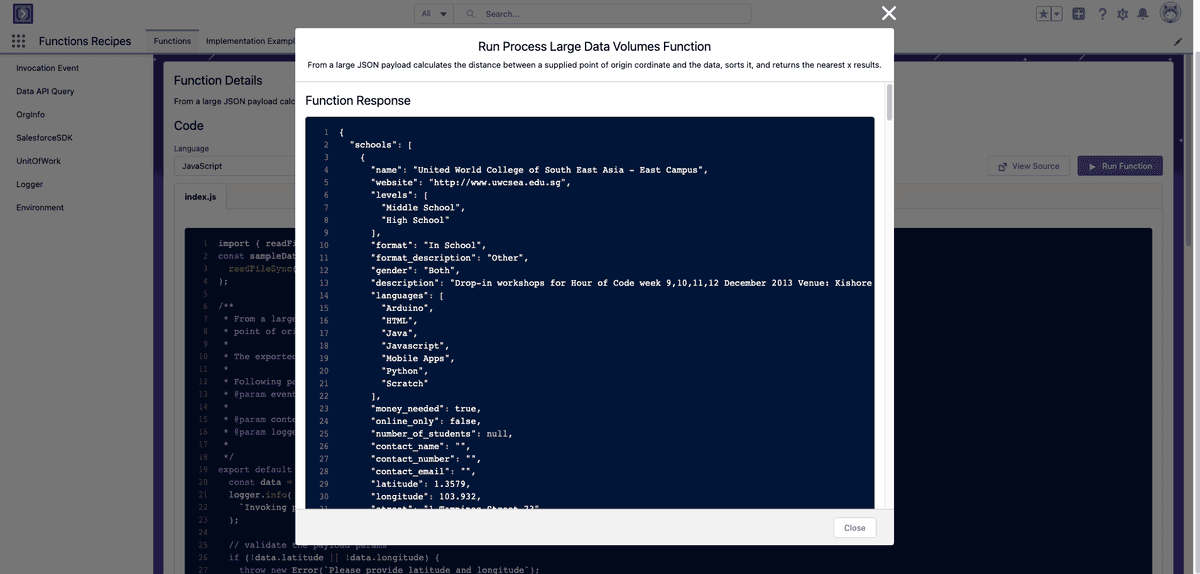 All
Search...
Functions Recipes
Functions
Implementation Exampl
Invocation Event
Data API Query
OrgInfo
SalesforceSDK
UnitOfWork
Logger
Environment
Function Details
From a large JSON payload calc
Code
Language
JavaScript
View Source
Run Function
index.js
1 import { readFi
2 const sampleDat
3 readFileSync(
4 );
5
6 /**
7 * From a large
8 * point of ori
9 *
10 * The exported
11 *
12 * Following pa
13 * @param event
14 *
15 * @param conte
16 * @param logge
17 *
18 */
19 export default
20 const data =
21 logger.info(
22 `Invoking p
23 );
24
25 // validate the payload params
26 if (!data.latitude || !data.longitude) {
27 throw new Error(`Please provide latitude and longitude`);
Run Process Large Data Volumes Function
From a large JSON payload calculates the distance between a supplied point of origin cordinate and the data, sorts it, and returns the nearest x results.
Function Response
1 {
2 "schools": [
3 {
4 "name": "United World College of South East Asia - East Campus",
5 "website": "http://www.uwcsea.edu.sg",
6 "levels": [
7 "Middle School",
8 "High School"
9 ],
10 "format": "In School",
11 "format_description": "Other",
12 "gender": "Both",
13 "description": "Drop-in workshops for Hour of Code week 9,10,11,12 December 2013 Venue: Kishore
14 "languages": [
15 "Arduino",
16 "HTML",
17 "Java",
18 "Javascript",
19 "Mobile Apps",
20 "Python",
21 "Scratch"
22 ],
23 "money_needed": true,
24 "online_only": false,
25 "number_of_students": null,
26 "contact_name": "",
27 "contact_number": "",
28 "contact_email": "",
29 "latitude": 1.3579,
30 "longitude": 103.932,
31 "street": "1
Close